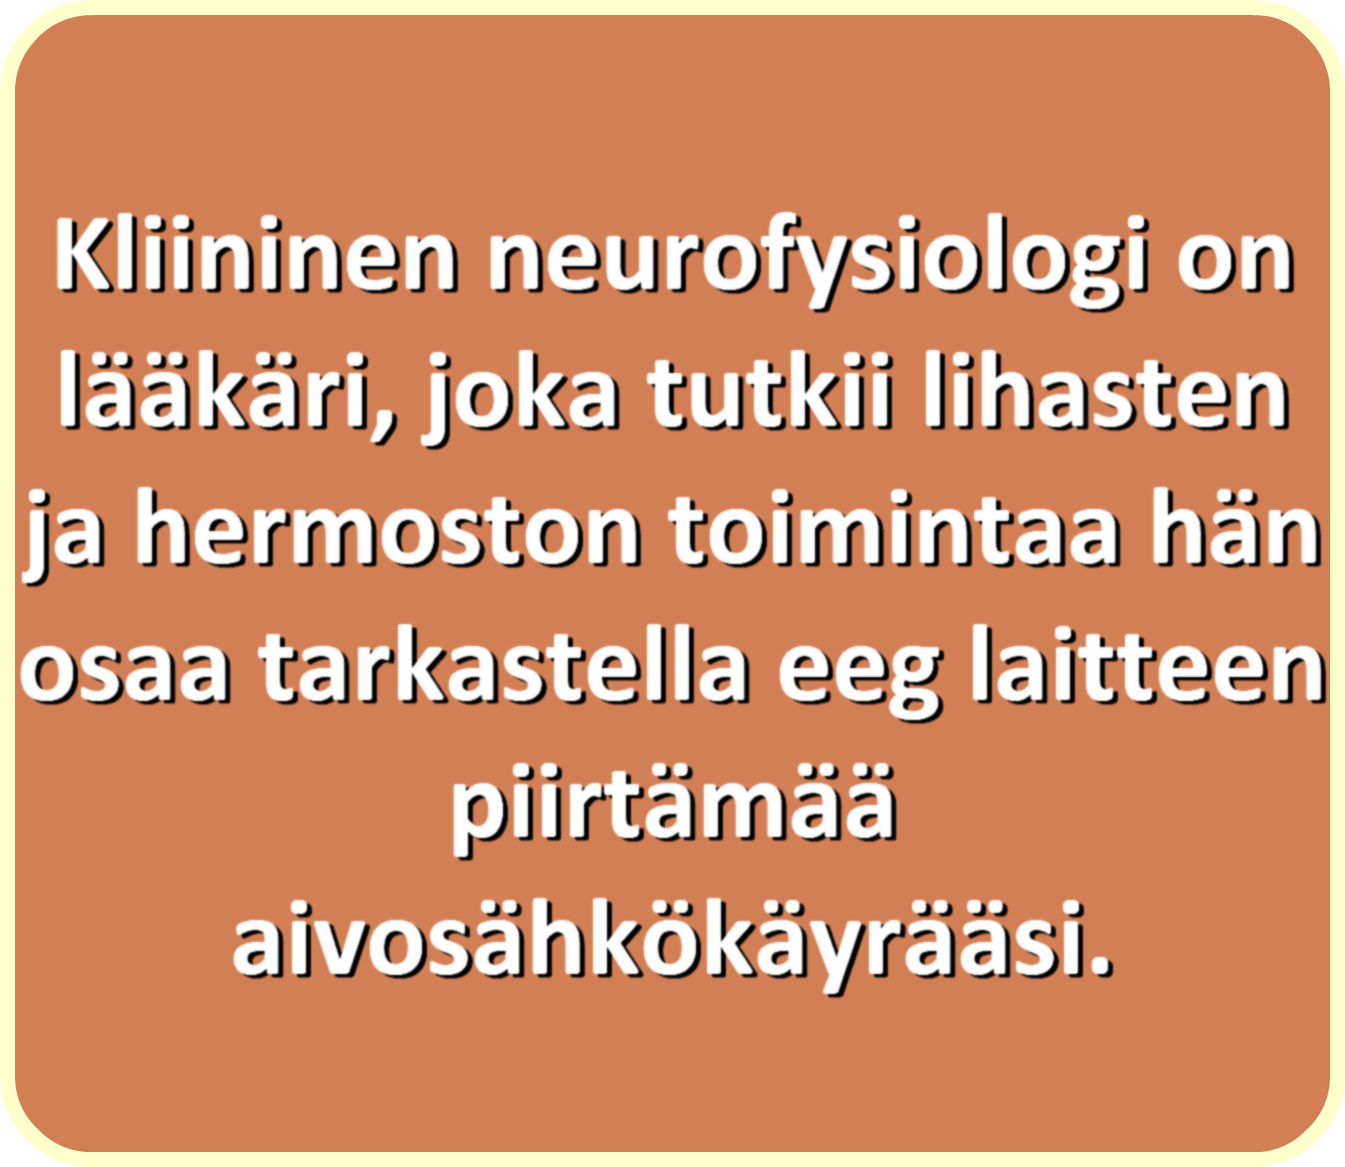 Kliininen neurofysiologi on
lääkäri, joka tutkii lihasten
ja hermoston toimintaa hän
osaa tarkastella eeg laitteen
piirtämää
aivosähkökäyrääsi.